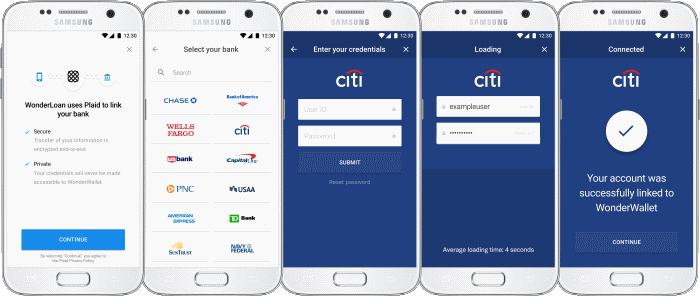 SAMSUNG
12:30
WonderLoan uses Plaid to link
your bank
Secure
Transfer of your information is
encrypted end-to-end
Private
Your credentials will never be made
accessible to WonderWallet
CONTINUE
By selecting "Continue" you agree to
the Plaid Privacy Policy
SAMSUNG
12:30
Select your bank
Search
CHASE
Bank of America
WELLS
FARGO
citi
usbank
Capital One
PNC
USAA
AMERICAN
EXPRESS
TD Bank
SUNTRUST
NAVY
FEDERAL
SAMSUNG
12:30
Enter your credentials
citi
User ID
Password
SUBMIT
Reset password
SAMSUNG
12:30
Loading
citi
exampleuser
Average loading time: 4 seconds
SAMSUNG
12:30
Connected
citi
Your account was
successfully linked to
WonderWallet
CONTINUE